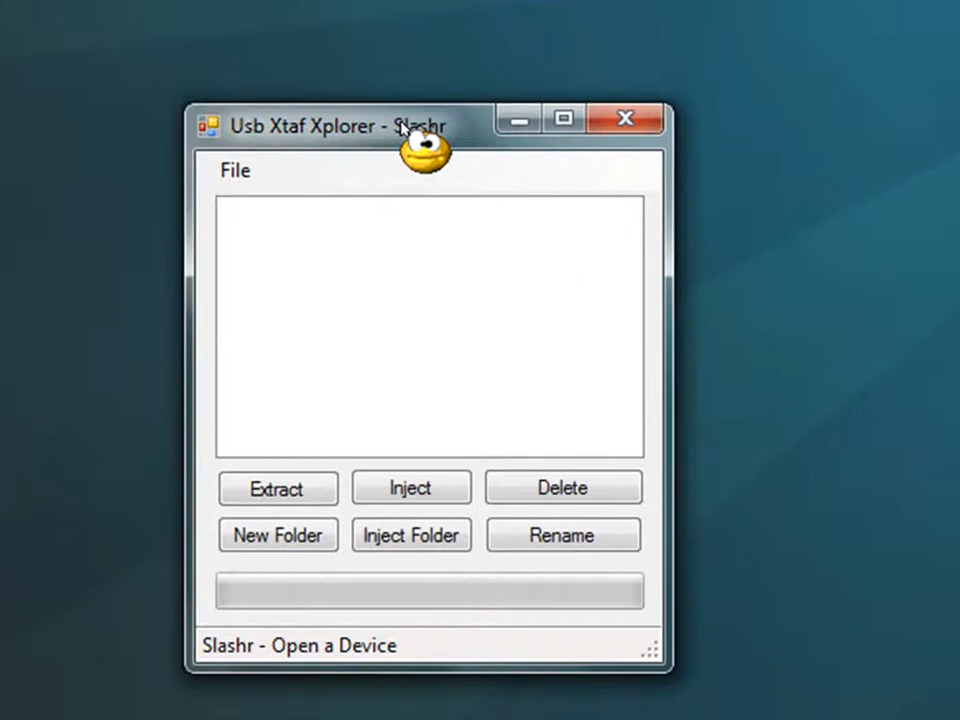 Usb Xtaf Xplorer - Slashr
File
Extract
Inject
Delete
New Folder
Inject Folder
Rename
Slashr - Open a Device